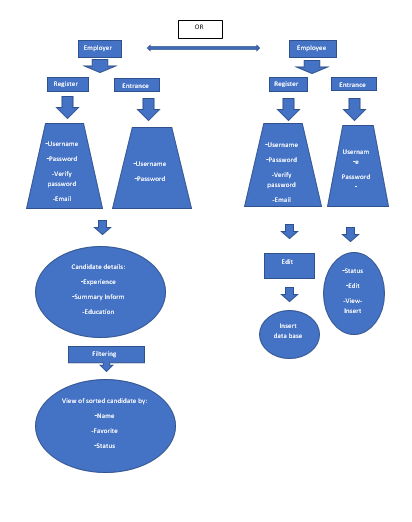 OR
Employer
Employee
Register
Entrance
Register
Entrance
-Username
-Password
-Verify
password
-Email
-Username
-Password
-Username
-Password
-Verify
password
-Email
Usernam
-e
Password
-
Candidate details:
-Experience
-Summary Inform
-Education
Edit
-Status
-Edit
-View-
Insert
Insert
data base
Filtering
View of sorted candidate by:
-Name
-Favorite
-Status